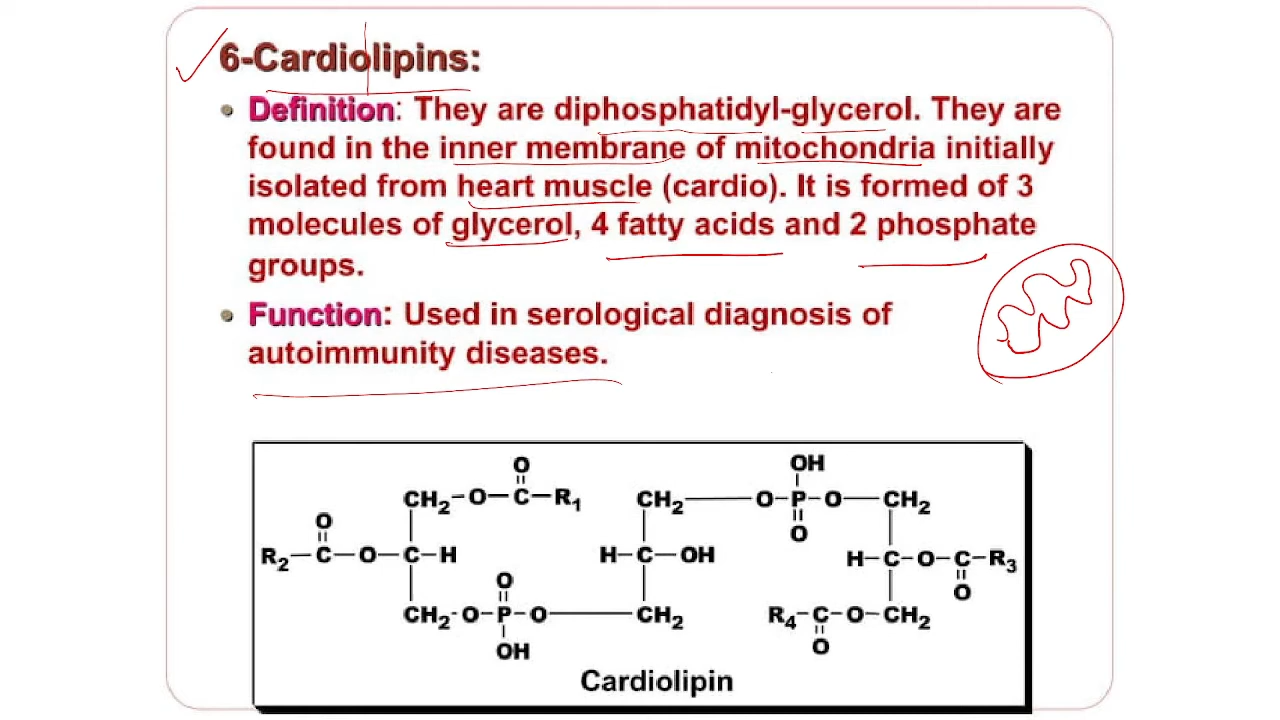 6-Cardiolipins:
• Definition: They are diphosphatidyl-glycerol. They are
found in the inner membrane of mitochondria initially
isolated from heart muscle (cardio). It is formed of 3
molecules of glycerol, 4 fatty acids and 2 phosphate
groups.
• Function: Used in serological diagnosis of
autoimmunity diseases.
O OH
CH2-O-C-R1 CH2 O-P-O CH2
O O
R2-C-O-C-H H-C-OH H-C-O-C-R3
O O
CH2-O-P-O CH2 R4-C-O-CH2
OH O
Cardiolipin